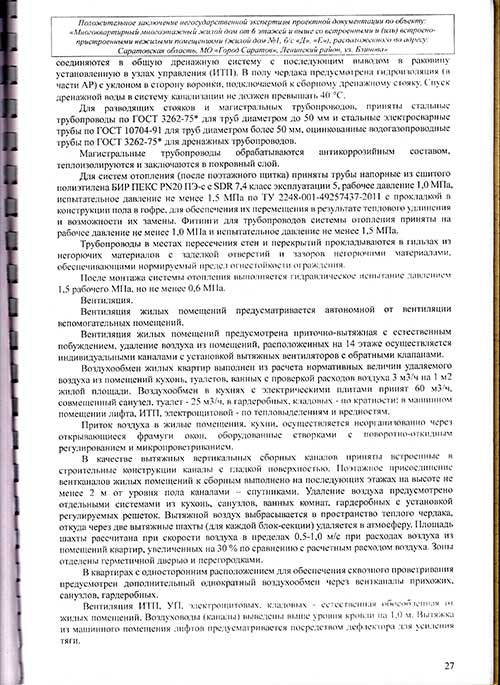 Положительное заключение негосударственной экспертизы проектной документации по объекту:
«Многоквартирный многоэтажный жилой дом от 6 этажей и выше со встроенными и (или) встроенно-
пристроенными нежилыми помещениями (жилой дом №1, б/с «Д», «Е»), расположенного по адресу:
Саратовская область, МО «Город Саратов», Ленинский район, ул. Блинова»
соединяются в общую дренажную систему с последующим выводом в раковину
установленную в узлах управления (ИТП). В полу чердака предусмотрена гидроизоляция (в
части АР) с уклоном в сторону воронки, подключаемой к сборному дренажному стояку. Спуск
дренажной воды в систему канализации не должен превышать 40 °С.
Для разводящих стояков и магистральных трубопроводов, приняты стальные
трубопроводы по ГОСТ 3262-75* для труб диаметром до 50 мм и стальные электросварные
трубы по ГОСТ 10704-91 для труб диаметром более 50 мм, оцинкованные водогазопроводные
трубы по ГОСТ 3262-75* для дренажных трубопроводов.
Магистральные трубопроводы обрабатываются антикоррозийным составом,
теплоизолируются и заключаются в покровный слой.
Для систем отопления (после поэтажного щитка) приняты трубы напорные из сшитого
полиэтилена БИР ПЕКС PN20 ПЭ-с с SDR 7,4 класс эксплуатации 5, рабочее давление 1,0 МПа,
испытательное давление не менее 1,5 МПа по ТУ 2248-001-49257437-2011 с прокладкой в
конструкции пола в гофре, для обеспечения их перемещения в результате теплового удлинения
и возможности их замены. Фитинги для трубопроводов системы отопления приняты на
рабочее давление не менее 1,0 МПа и испытательное давление не менее 1,5 МПа.
Трубопроводы в местах пересечения стен и перекрытий прокладываются в гильзах из
негорючих материалов с заделкой отверстий и зазоров негорючими материалами,
обеспечивающими нормируемый предел огнестойкости ограждения.
После монтажа системы отопления выполняется гидравлическое испытание давлением
1,5 рабочего МПа, но не менее 0,6 МПа.
Вентиляция.
Вентиляция жилых помещений предусматривается автономной от вентиляции
вспомогательных помещений.
Вентиляция жилых помещений предусмотрена приточно-вытяжная с естественным
побуждением, удаление воздуха из помещений, расположенных на 14 этаже осуществляется
индивидуальными каналами с установкой вытяжных вентиляторов с обратными клапанами.
Воздухообмен жилых квартир выполнен из расчета нормативных величин удаляемого
воздуха из помещений кухонь, туалетов, ванных с проверкой расходов воздуха 3 м3/ч на 1 м2
жилой площади. Воздухообмен в кухнях с электрическими плитами принят 60 м3/ч,
совмещенный санузел, туалет - 25 м3/ч, в гардеробных, кладовых - по кратности; в машинном
помещении лифта, ИТП, электрощитовой - по тепловыделениям и вредностям.
Приток воздуха в жилые помещения, кухни, осуществляется неорганизованно через
открывающиеся фрамуги окон, оборудованные створками с поворотно-откидным
регулированием и микропроветриванием.
В качестве вытяжных вертикальных сборных каналов приняты встроенные в
строительные конструкции каналы с гладкой поверхностью. Поэтажное присоединение
вентканалов жилых помещений к сборным выполнено на последующих этажах на высоте не
менее 2 м от уровня пола каналами – спутниками. Удаление воздуха предусмотрено
отдельными системами из кухонь, санузлов, ванных комнат, гардеробных с установкой
регулируемых решеток. Вытяжной воздух выбрасывается в пространство теплого чердака,
откуда через две вытяжные шахты (для каждой блок-секции) удаляется в атмосферу. Площадь
шахты рассчитана при скорости воздуха в пределах 0,5-1,0 м/с при расходах воздуха из
помещений квартир, увеличенных на 30 % по сравнению с расчетным расходом воздуха. Зоны
отделены герметичной дверью и перегородками.
В квартирах с односторонним расположением для обеспечения сквозного проветривания
предусмотрен дополнительный однократный воздухообмен через вентканалы прихожих,
санузлов, гардеробных.
Вентиляция ИТП, УП, электрощитовых, кладовых - естественная обособленная от
жилых помещений. Воздуховоды (каналы) выведены выше уровня кровли на 1,0 м. Вытяжка
из машинного помещения лифтов предусматривается посредством дефлектора для усиления
тяги.
27